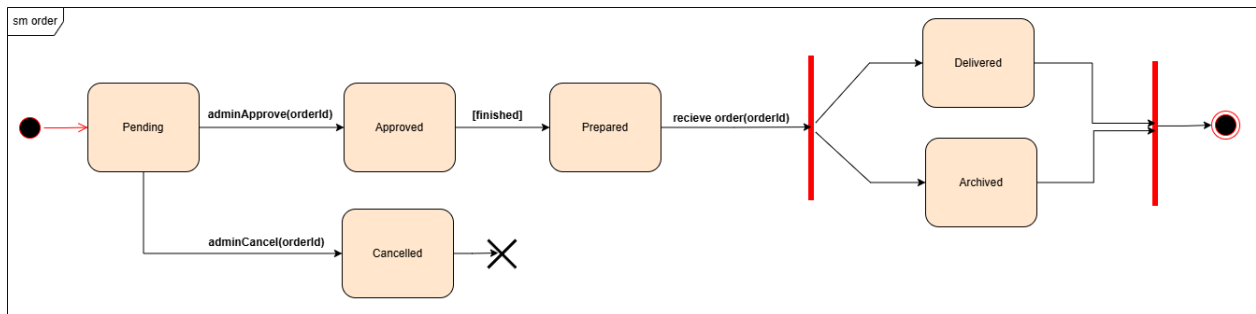 sm order
Pending
adminApprove(orderId)
Approved
[finished]
Prepared
recieve order(orderId)
Delivered
Archived
adminCancel(orderId)
Cancelled